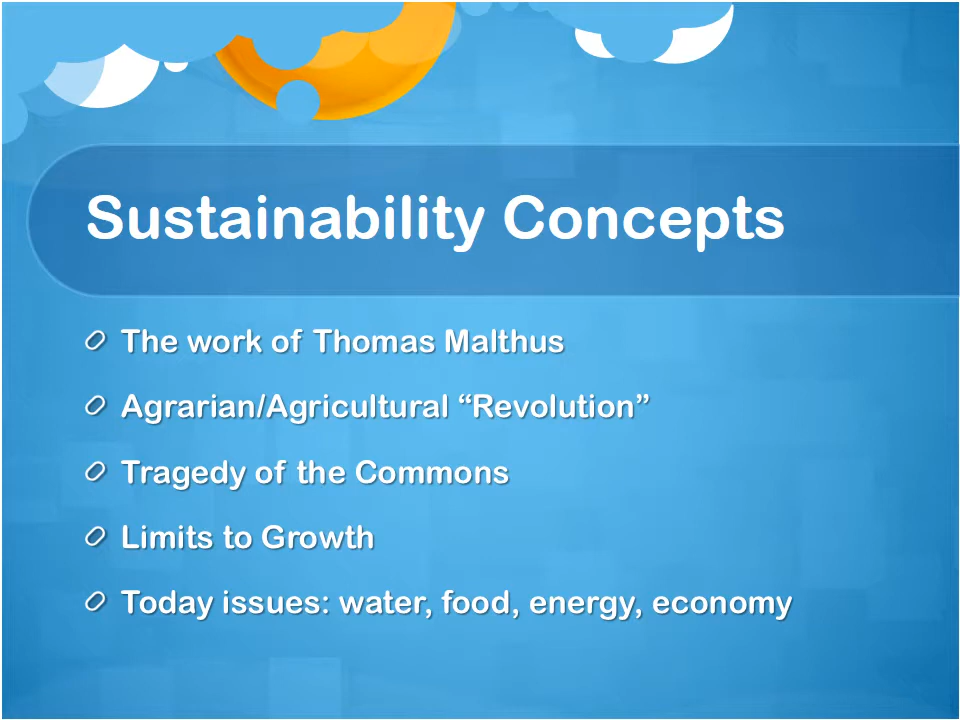 Sustainability Concepts
The work of Thomas Malthus
Agrarian/Agricultural “Revolution”
Tragedy of the Commons
Limits to Growth
Today issues: water, food, energy, economy